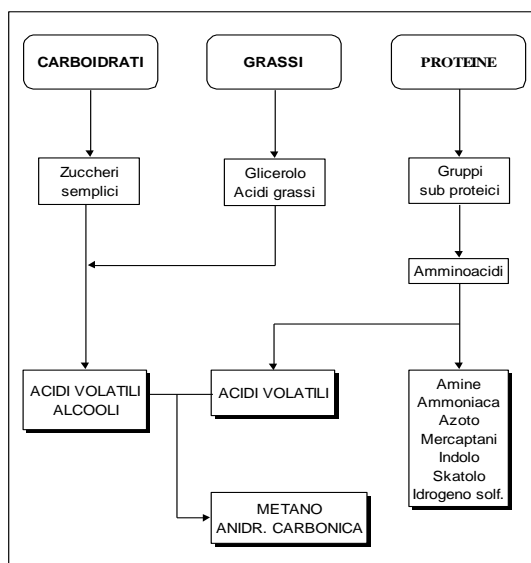 CARBOIDRATI
GRASSI
PROTEINE
Zuccheri
semplici
Glicerolo
Acidi grassi
Gruppi
sub proteici
Amminoacidi
ACIDI VOLATILI
ALCOOLI
ACIDI VOLATILI
Amine
Ammoniaca
Azoto
Mercaptani
Indolo
Skatolo
Idrogeno solf.
METANO
ANIDR. CARBONICA